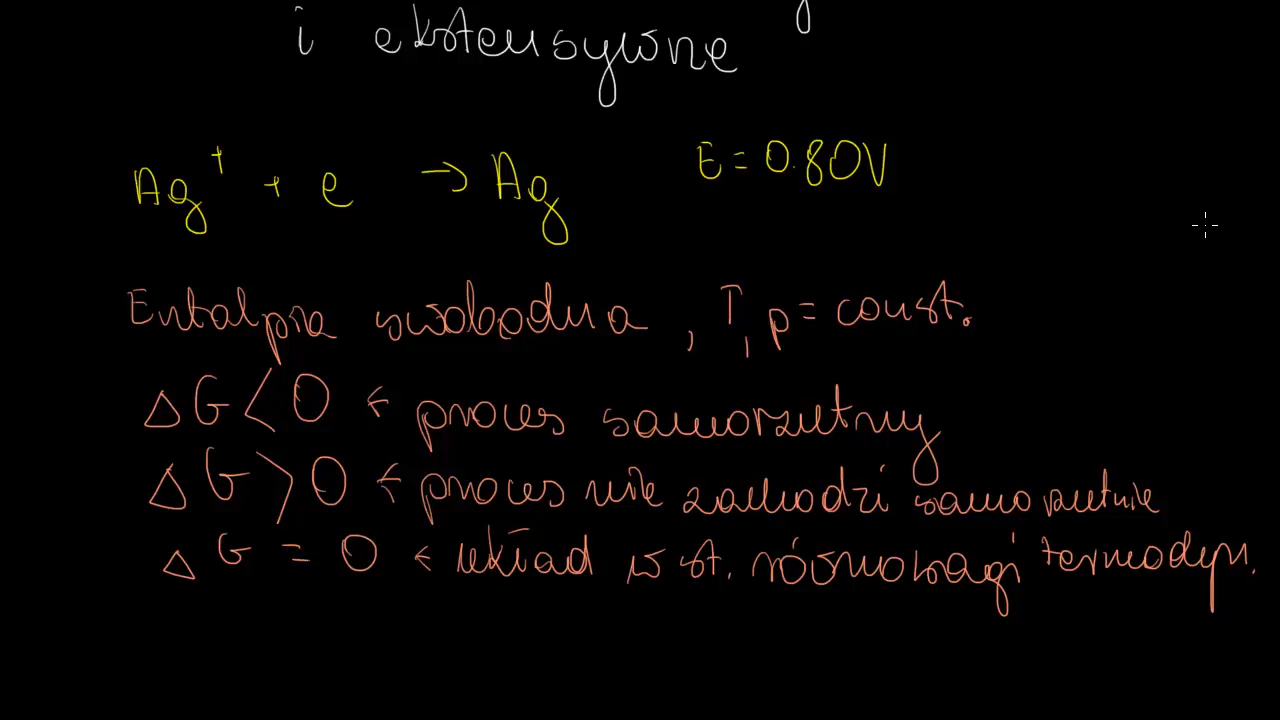 i ekstensywne
Ag⁺ + e → Ag E = 0.80V
Entalpia swobodna, T, p = const.
ΔG < 0 ← proces samorzutny
ΔG > 0 ← proces nie zachodzi samorzutnie
ΔG = 0 ← układ w st. równowagi termodyn.